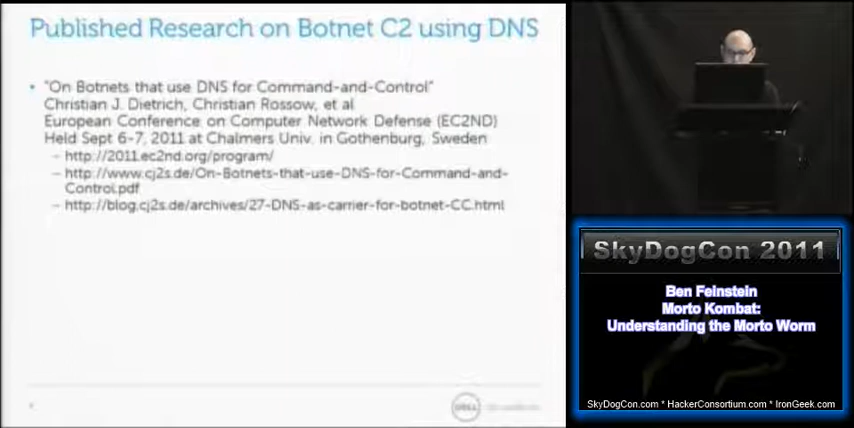 Published Research on Botnet C2 using DNS
• "On Botnets that use DNS for Command-and-Control"
Christian J. Dietrich, Christian Rossow, et al
European Conference on Computer Network Defense (EC2ND)
Held Sept 6-7, 2011 at Chalmers Univ. in Gothenburg, Sweden
– http://2011.ec2nd.org/program/
– http://www.cj2s.de/On-Botnets-that-use-DNS-for-Command-and-
Control.pdf
– http://blog.cj2s.de/archives/27-DNS-as-carrier-for-botnet-CC.html
DELL
SkyDogCon 2011
Ben Feinstein
Morto Kombat:
Understanding the Morto Worm
SkyDogCon.com * HackerConsortium.com * IronGeek.com